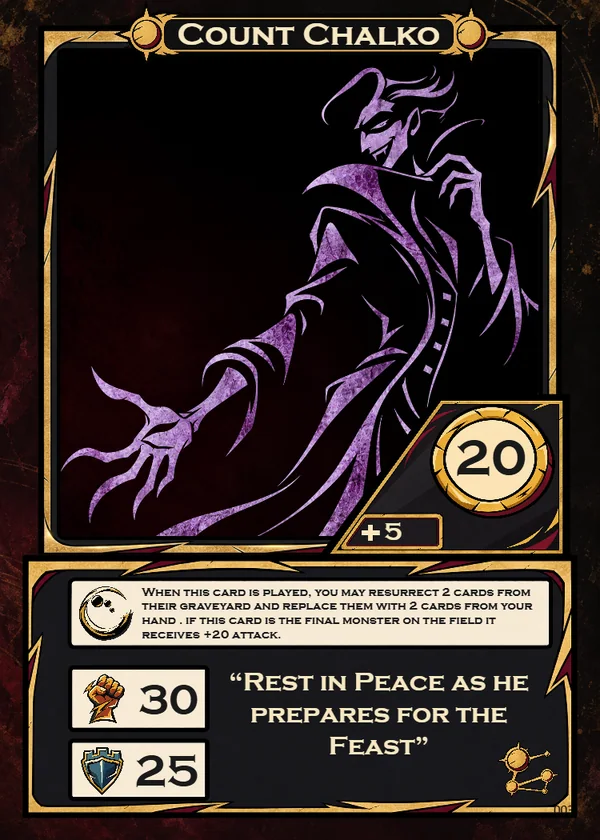 Count Chalko
20
+5
When this card is played, you may resurrect 2 cards from
their graveyard and replace them with 2 cards from your
hand . if this card is the final monster on the field it
receives +20 attack.
30
25
“Rest in Peace as he
prepares for the
Feast”
003